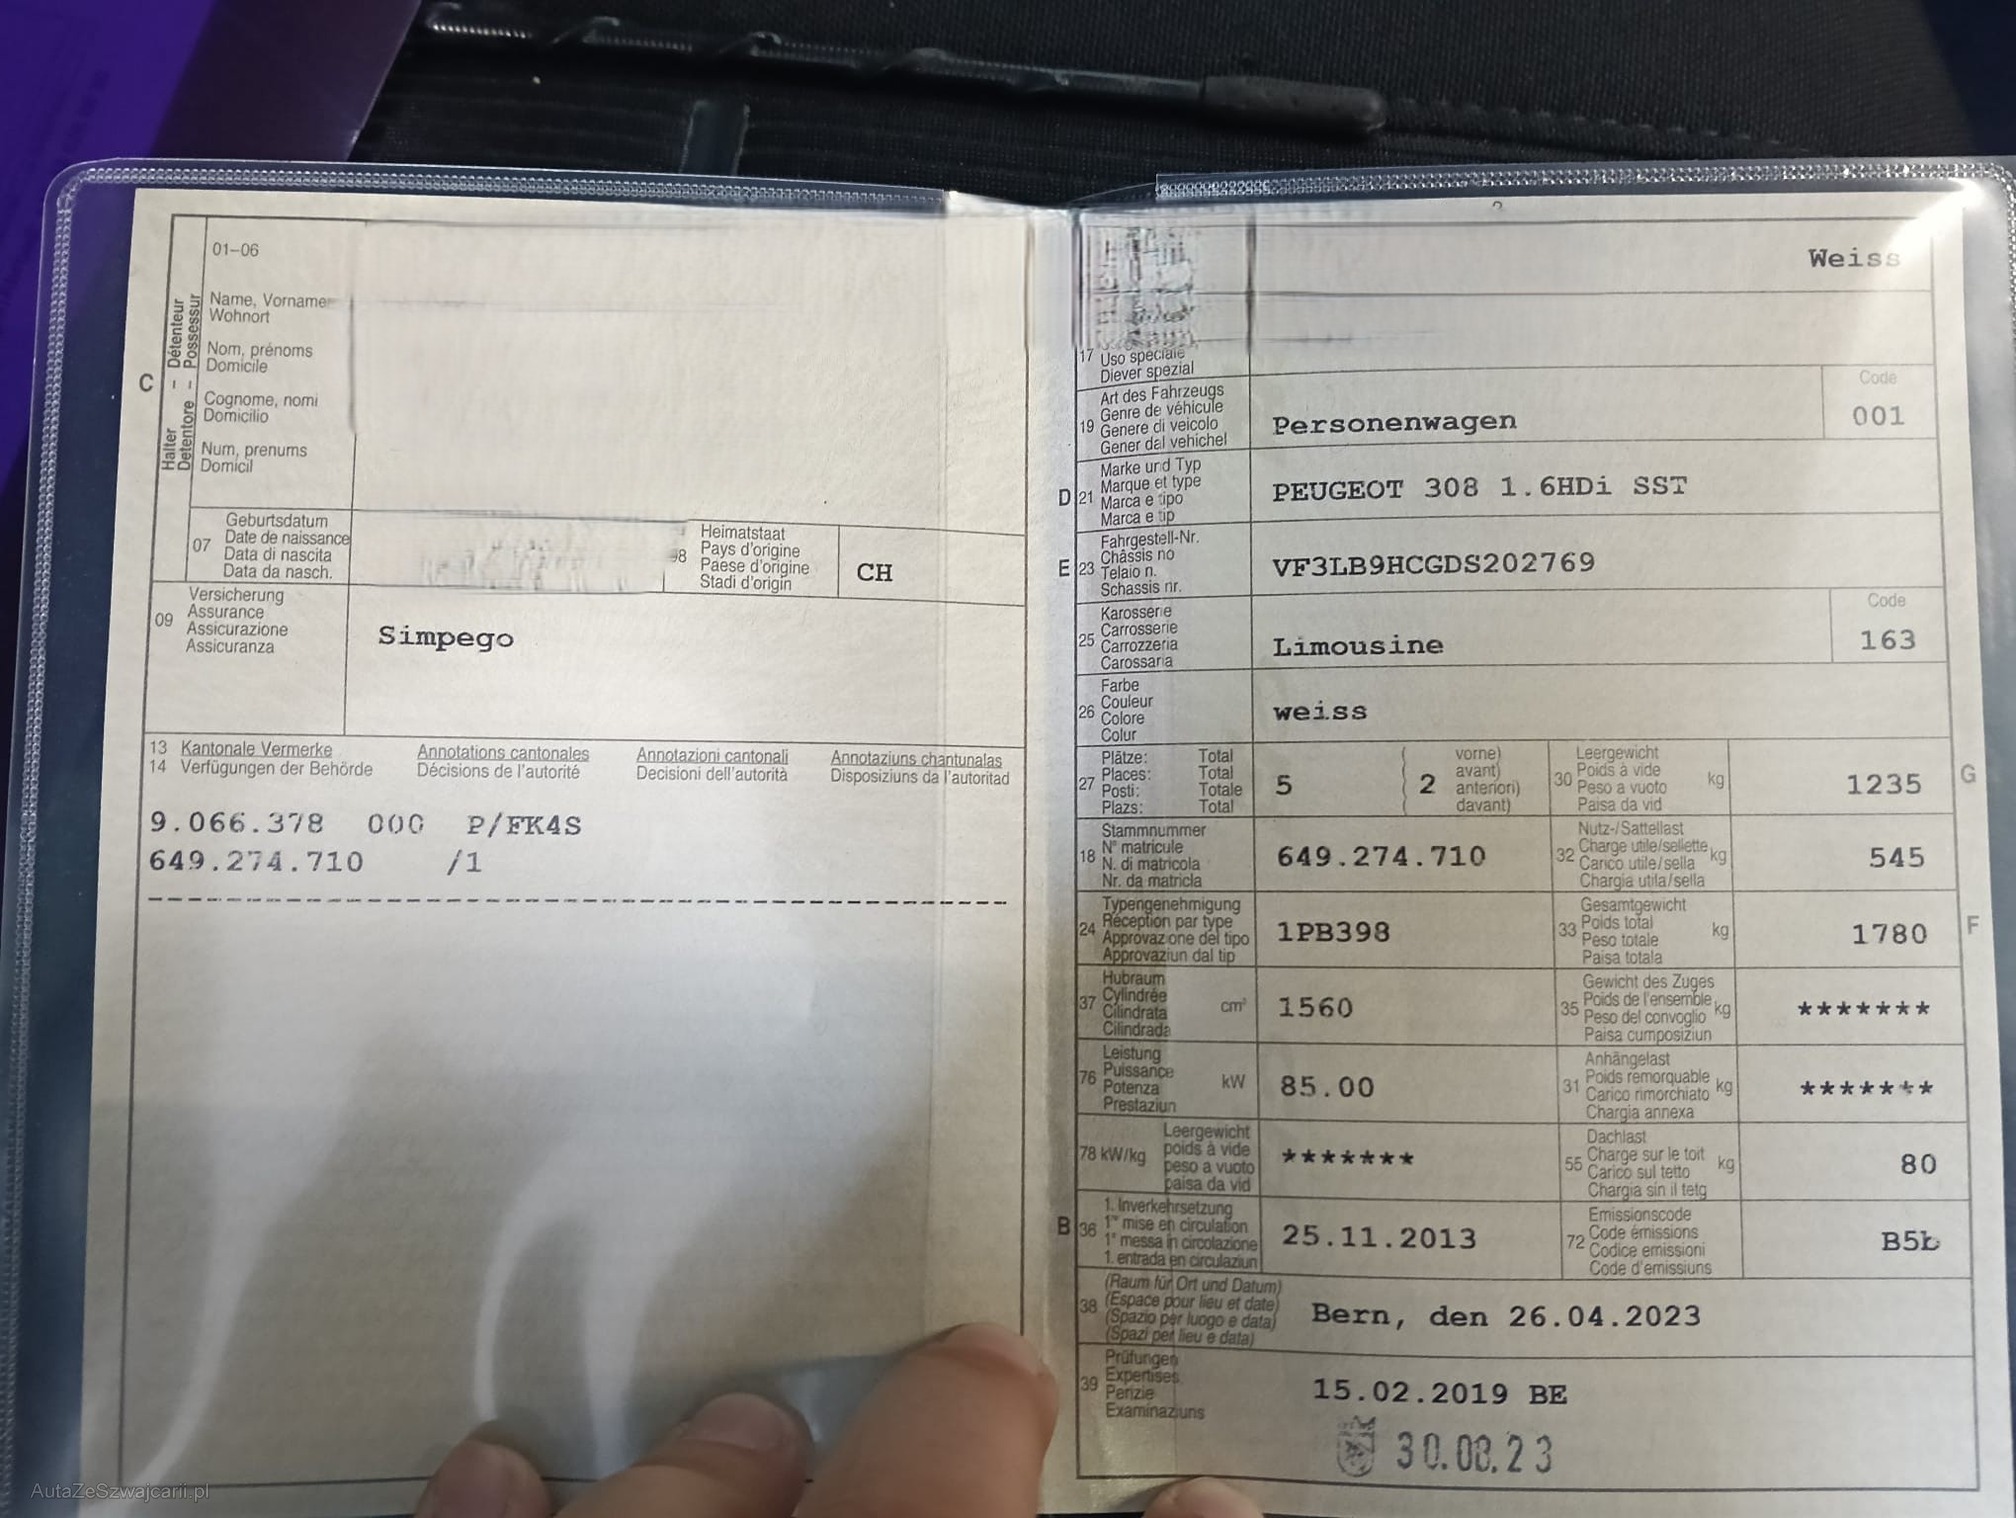 C
Halter – Détenteur
Detentore – Possessur
01–06
Name, Vorname
Wohnort
Nom, prénoms
Domicile
Cognome, nomi
Domicilio
Num, prenums
Domicil
07
Geburtsdatum
Date de naissance
Data di nascita
Data da nasch.
Heimatstaat
Pays d'origine
Paese d'origine
Stadi d'origin
CH
09
Versicherung
Assurance
Assicurazione
Assicuranza
Simpego
13 Kantonale Vermerke Annotations cantonales Annotazioni cantonali Annotaziuns chantunalas
14 Verfügungen der Behörde Décisions de l'autorité Decisioni dell'autorità Disposiziuns da l'autoritad
9.066.378 000 P/FK4S
649.274.710 /1
Weiss
17 Uso speciale
Diever spezial
19
Art des Fahrzeugs
Genre de véhicule
Genere di veicolo
Gener dal vehichel
Personenwagen
Code
001
D 21
Marke und Typ
Marque et type
Marca e tipo
Marca e tip
PEUGEOT 308 1.6HDi SST
E 23
Fahrgestell-Nr.
Châssis no
Telaio n.
Schassis nr.
VF3LB9HCGDS202769
25
Karosserie
Carrosserie
Carrozzeria
Carossaria
Limousine
Code
163
26
Farbe
Couleur
Colore
Colur
weiss
27
Plätze: Total
Places: Total
Posti: Totale
Plazs: Total
5
2
vorne)
avant)
anteriori)
davant)
30
Leergewicht
Poids à vide
Peso a vuoto
Paisa da vid
kg
1235
G
18
Stammnummer
N° matricule
N. di matricola
Nr. da matricla
649.274.710
32
Nutz-/Sattellast
Charge utile/sellette
Carico utile/sella
Chargia utila/sella
kg
545
24
Typengenehmigung
Réception par type
Approvazione del tipo
Approvaziun dal tip
1PB398
33
Gesamtgewicht
Poids total
Peso totale
Paisa totala
kg
1780
F
37
Hubraum
Cylindrée
Cilindrata
Cilindrada
cm³
1560
35
Gewicht des Zuges
Poids de l'ensemble
Peso del convoglio
Paisa cumposiziun
kg
*******
76
Leistung
Puissance
Potenza
Prestaziun
kW
85.00
31
Anhängelast
Poids remorquable
Carico rimorchiato
Chargia annexa
kg
*******
78 kW/kg
Leergewicht
poids à vide
peso a vuoto
paisa da vid
*******
55
Dachlast
Charge sur le toit
Carico sul tetto
Chargia sin il tetg
kg
80
B 36
1. Inverkehrsetzung
1re mise en circulation
1a messa in circolazione
1. entrada en circulaziun
25.11.2013
72
Emissionscode
Code émissions
Codice emissioni
Code d'emissiuns
B5b
38
(Raum für Ort und Datum)
(Espace pour lieu et date)
(Spazio per luogo e data)
(Spazi per lieu e data)
Bern, den 26.04.2023
39
Prüfungen
Expertises
Perizie
Examinaziuns
15.02.2019 BE
30.08.23
AutaZeSzwajcarii.pl